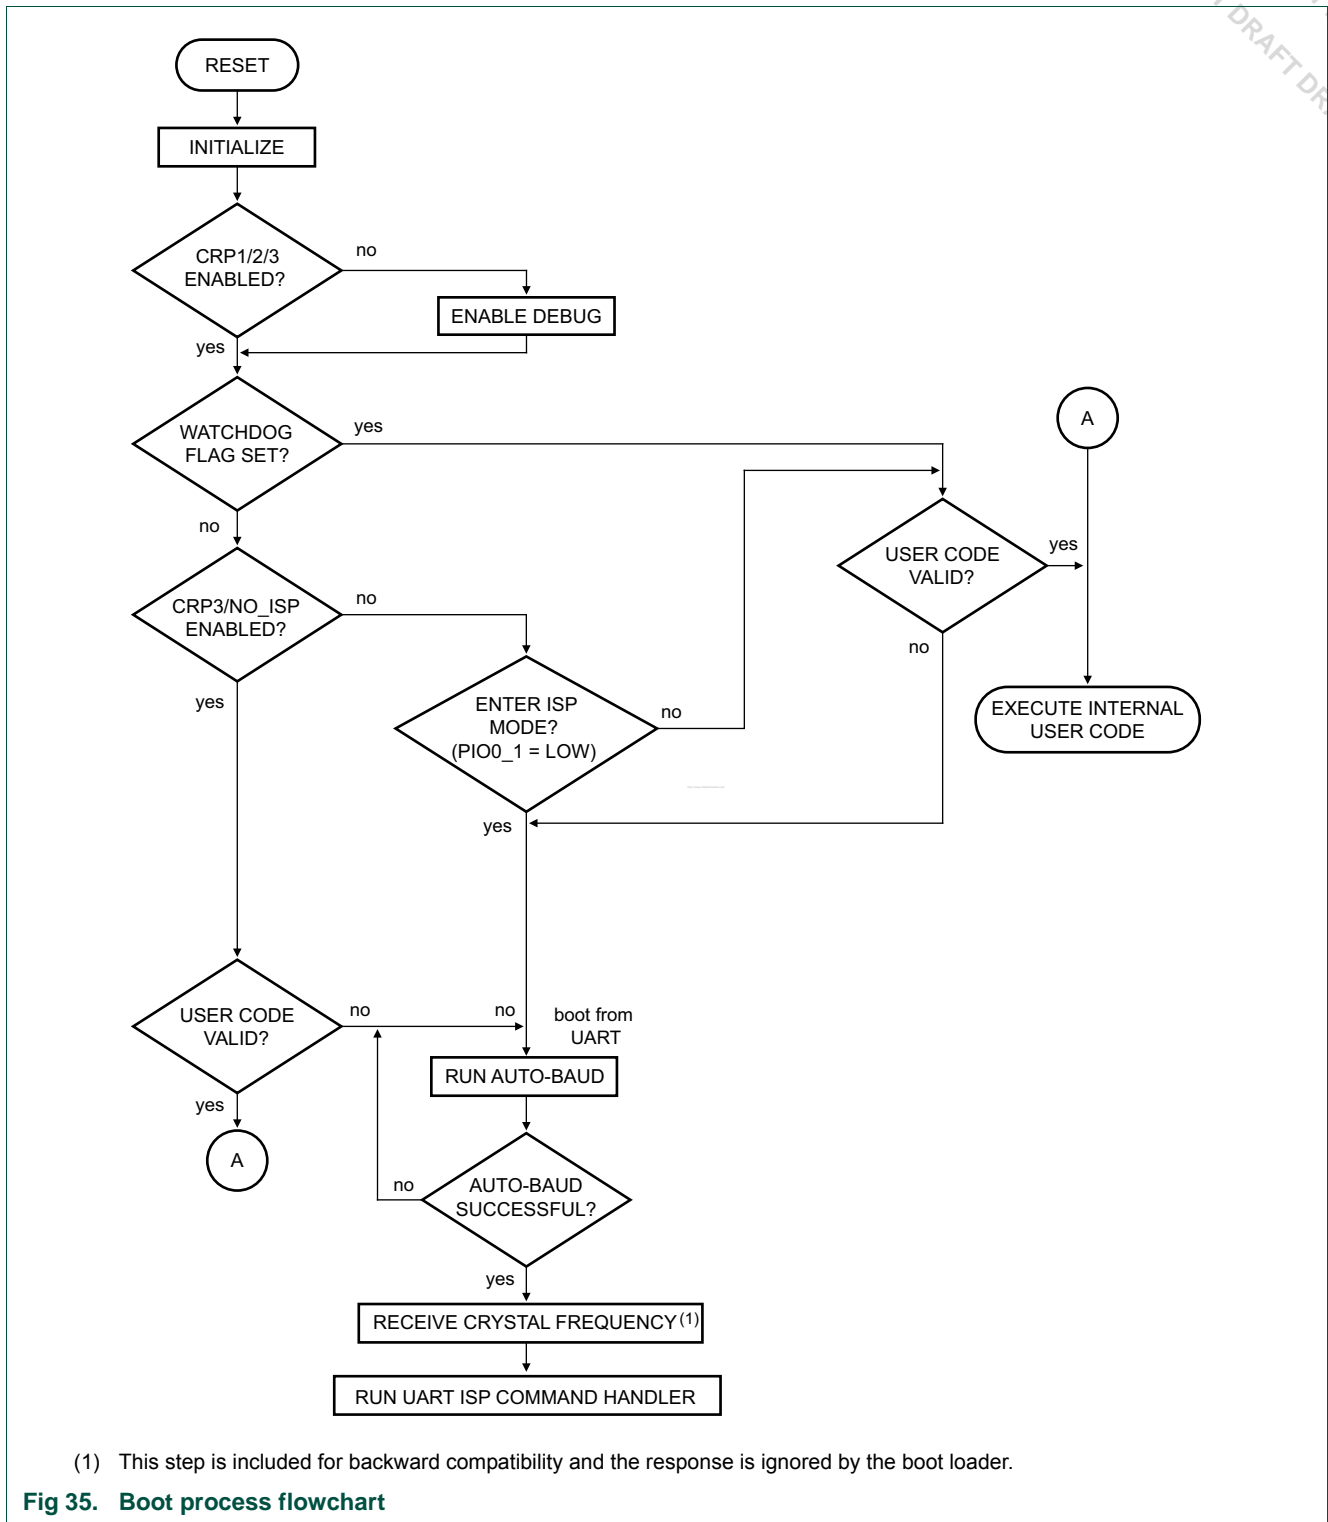 DRAFT DRA
RESET
INITIALIZE
CRP1/2/3
ENABLED?
no
ENABLE DEBUG
yes
WATCHDOG
FLAG SET?
yes
A
no
USER CODE
VALID?
yes
no
CRP3/NO_ISP
ENABLED?
no
yes
ENTER ISP
MODE?
(PIO0_1 = LOW)
no
yes
EXECUTE INTERNAL
USER CODE
USER CODE
VALID?
no
no
boot from
UART
RUN AUTO-BAUD
yes
A
AUTO-BAUD
SUCCESSFUL?
no
yes
RECEIVE CRYSTAL FREQUENCY(1)
RUN UART ISP COMMAND HANDLER
(1) This step is included for backward compatibility and the response is ignored by the boot loader.
Fig 35. Boot process flowchart